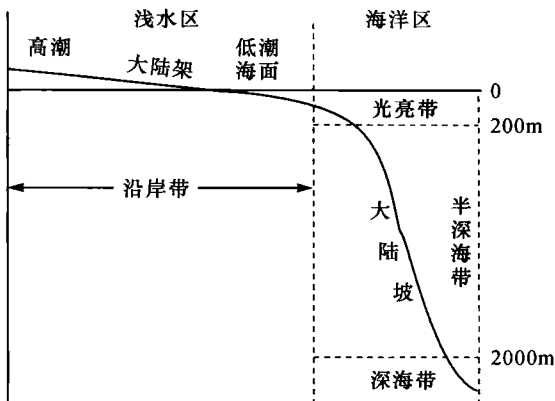 浅水区
海洋区
高潮
大陆架
低潮
海面
0
光亮带
200m
沿岸带
大陆坡
半深海带
2000m
深海带